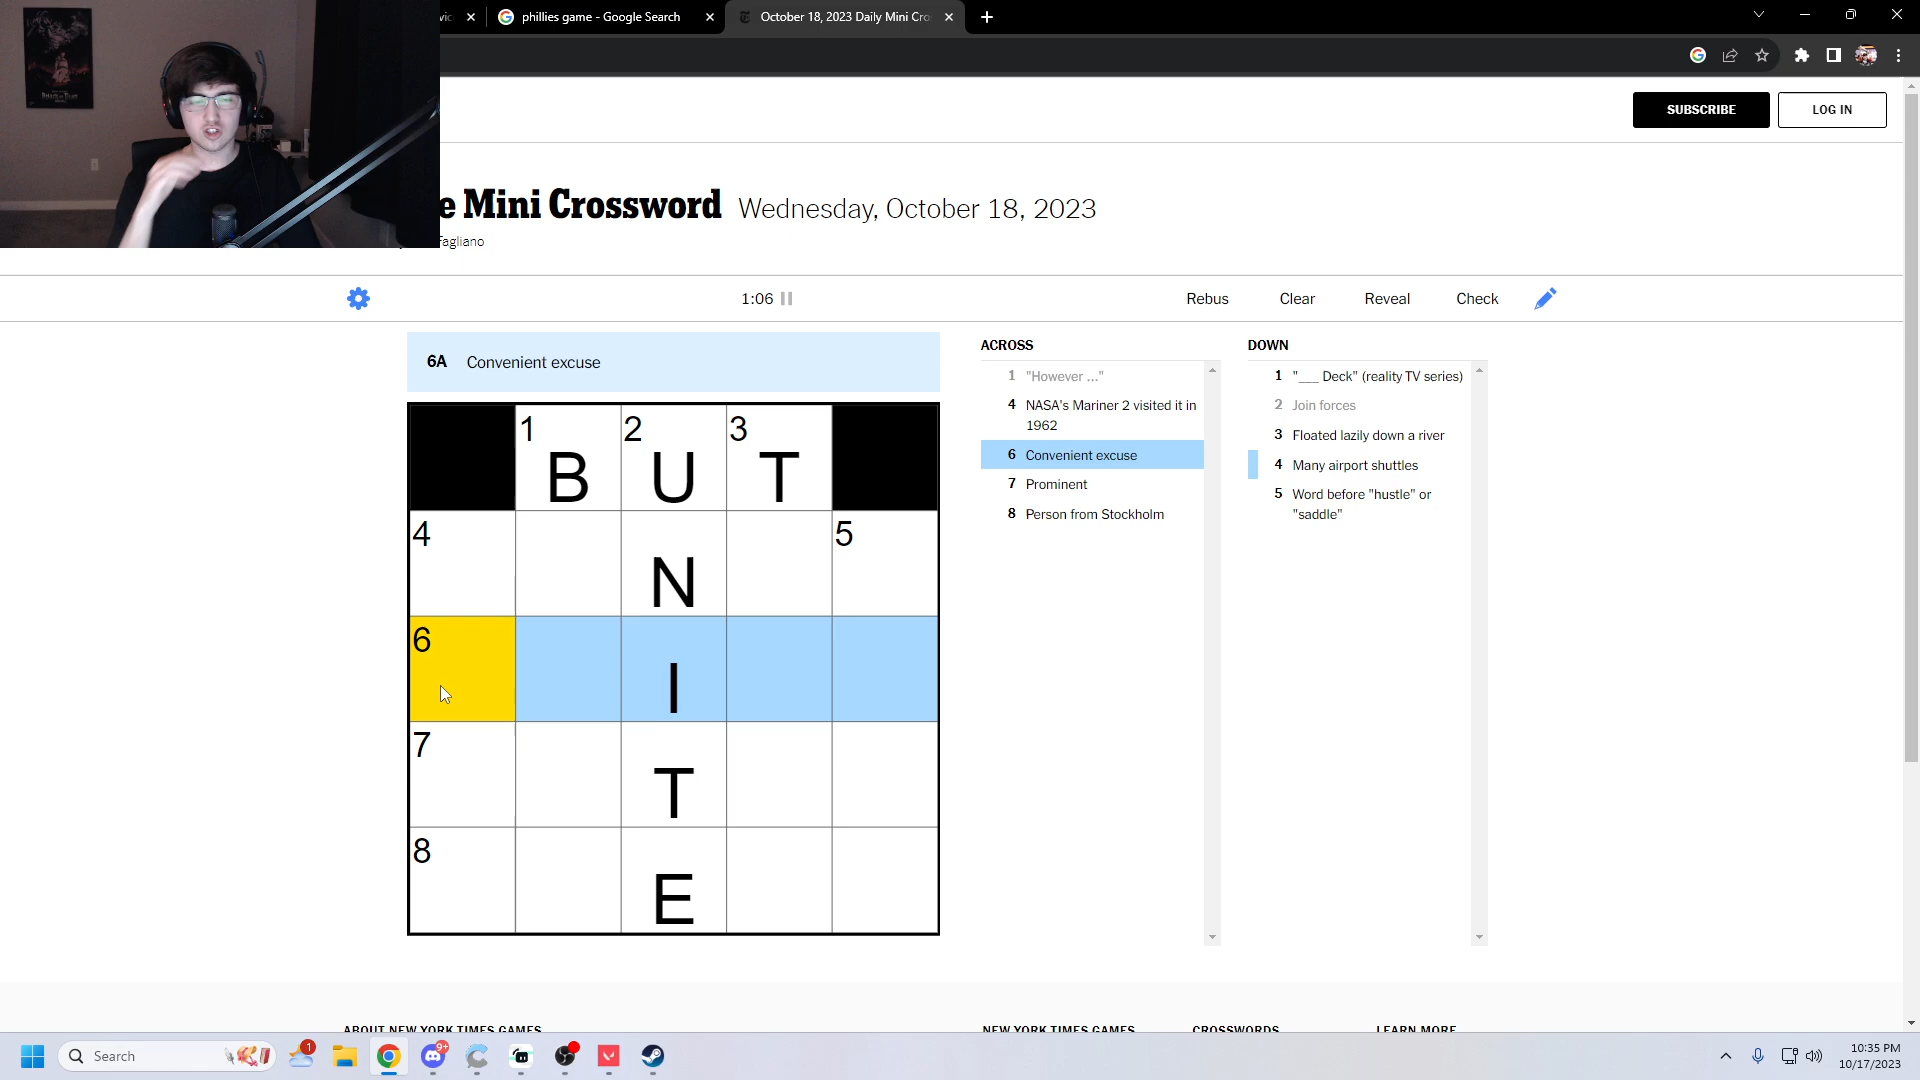 phillies game - Google Search
October 18, 2023 Daily Mini Cro
SUBSCRIBE
LOG IN
e Mini Crossword Wednesday, October 18, 2023
Fagliano
1:06
Rebus
Clear
Reveal
Check
6A Convenient excuse
ACROSS
1 "However ..."
4 NASA's Mariner 2 visited it in
1962
6 Convenient excuse
7 Prominent
8 Person from Stockholm
DOWN
1 "___ Deck" (reality TV series)
2 Join forces
3 Floated lazily down a river
4 Many airport shuttles
5 Word before "hustle" or
"saddle"
1 2 3
B U T
4 5
N
6
I
7
T
8
E
ABOUT NEW YORK TIMES GAMES
NEW YORK TIMES GAMES
CROSSWORDS
LEARN MORE
Search
1
9+
10:35 PM
10/17/2023